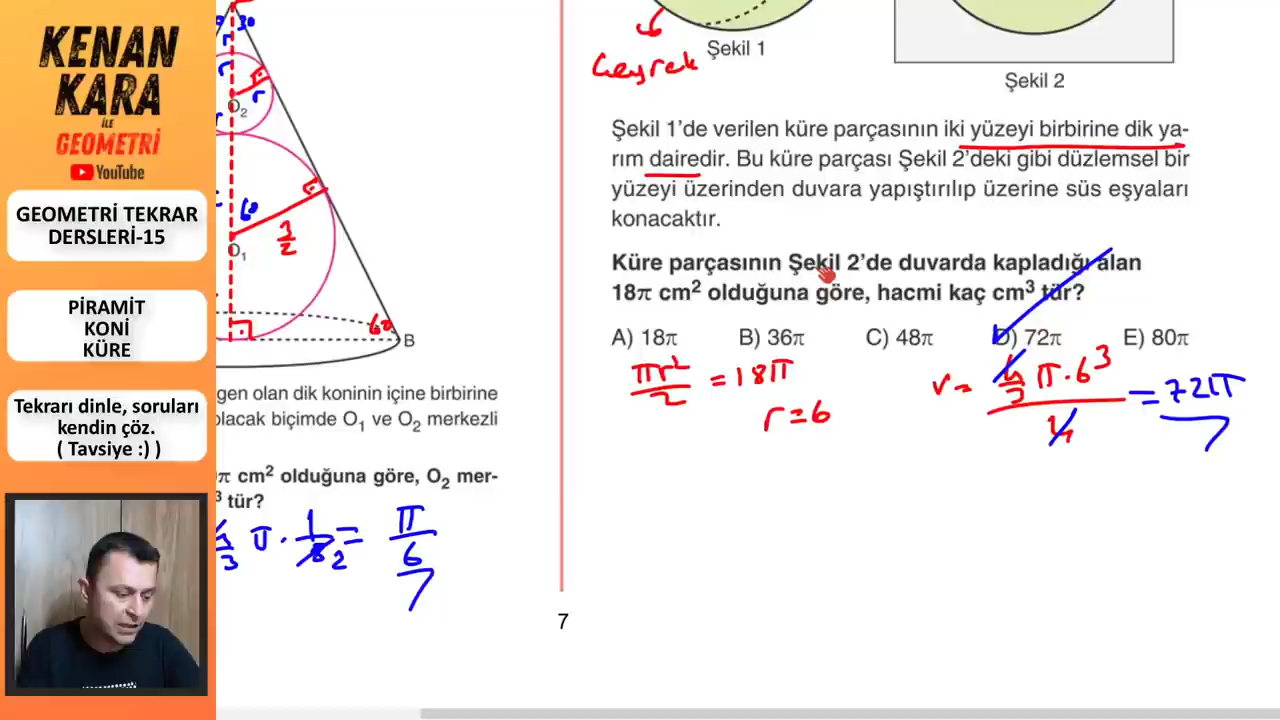 KENAN
KARA
İLE
GEOMETRİ
YouTube
GEOMETRİ TEKRAR
DERSLERİ-15
PİRAMİT
KONİ
KÜRE
Tekrarı dinle, soruları
kendin çöz.
( Tavsiye :) )
30
r
r
r
O2
60
3/2
O1
60
B
gen olan dik koninin içine birbirine
olacak biçimde O1 ve O2 merkezli
π cm² olduğuna göre, O2 mer-
³ tür?
π · 1/8 2 = π/6
7
Çeyrek
Şekil 1
Şekil 2
Şekil 1'de verilen küre parçasının iki yüzeyi birbirine dik ya-
rım dairedir. Bu küre parçası Şekil 2'deki gibi düzlemsel bir
yüzeyi üzerinden duvara yapıştırılıp üzerine süs eşyaları
konacaktır.
Küre parçasının Şekil 2'de duvarda kapladığı alan
18π cm² olduğuna göre, hacmi kaç cm³ tür?
A) 18π B) 36π C) 48π D) 72π E) 80π
πr²/2 = 18π
r=6
V = 4/3 π · 6³ / 4 = 72π